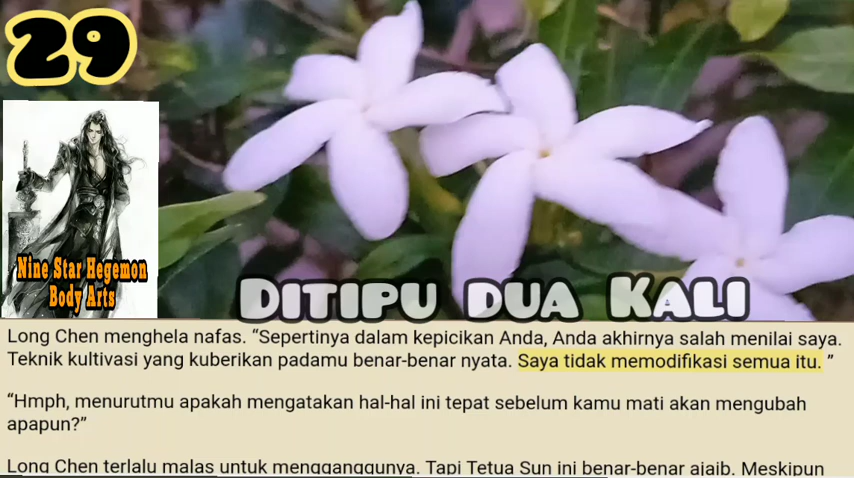 29
Nine Star Hegemon
Body Arts
DITIPU DUA KALI
Long Chen menghela nafas. “Sepertinya dalam kepicikan Anda, Anda akhirnya salah menilai saya.
Teknik kultivasi yang kuberikan padamu benar-benar nyata. Saya tidak memodifikasi semua itu. ”
“Hmph, menurutmu apakah mengatakan hal-hal ini tepat sebelum kamu mati akan mengubah
apapun?”
Long Chen terlalu malas untuk mengganggunya. Tapi Tetua Sun ini benar-benar ajaib. Meskipun